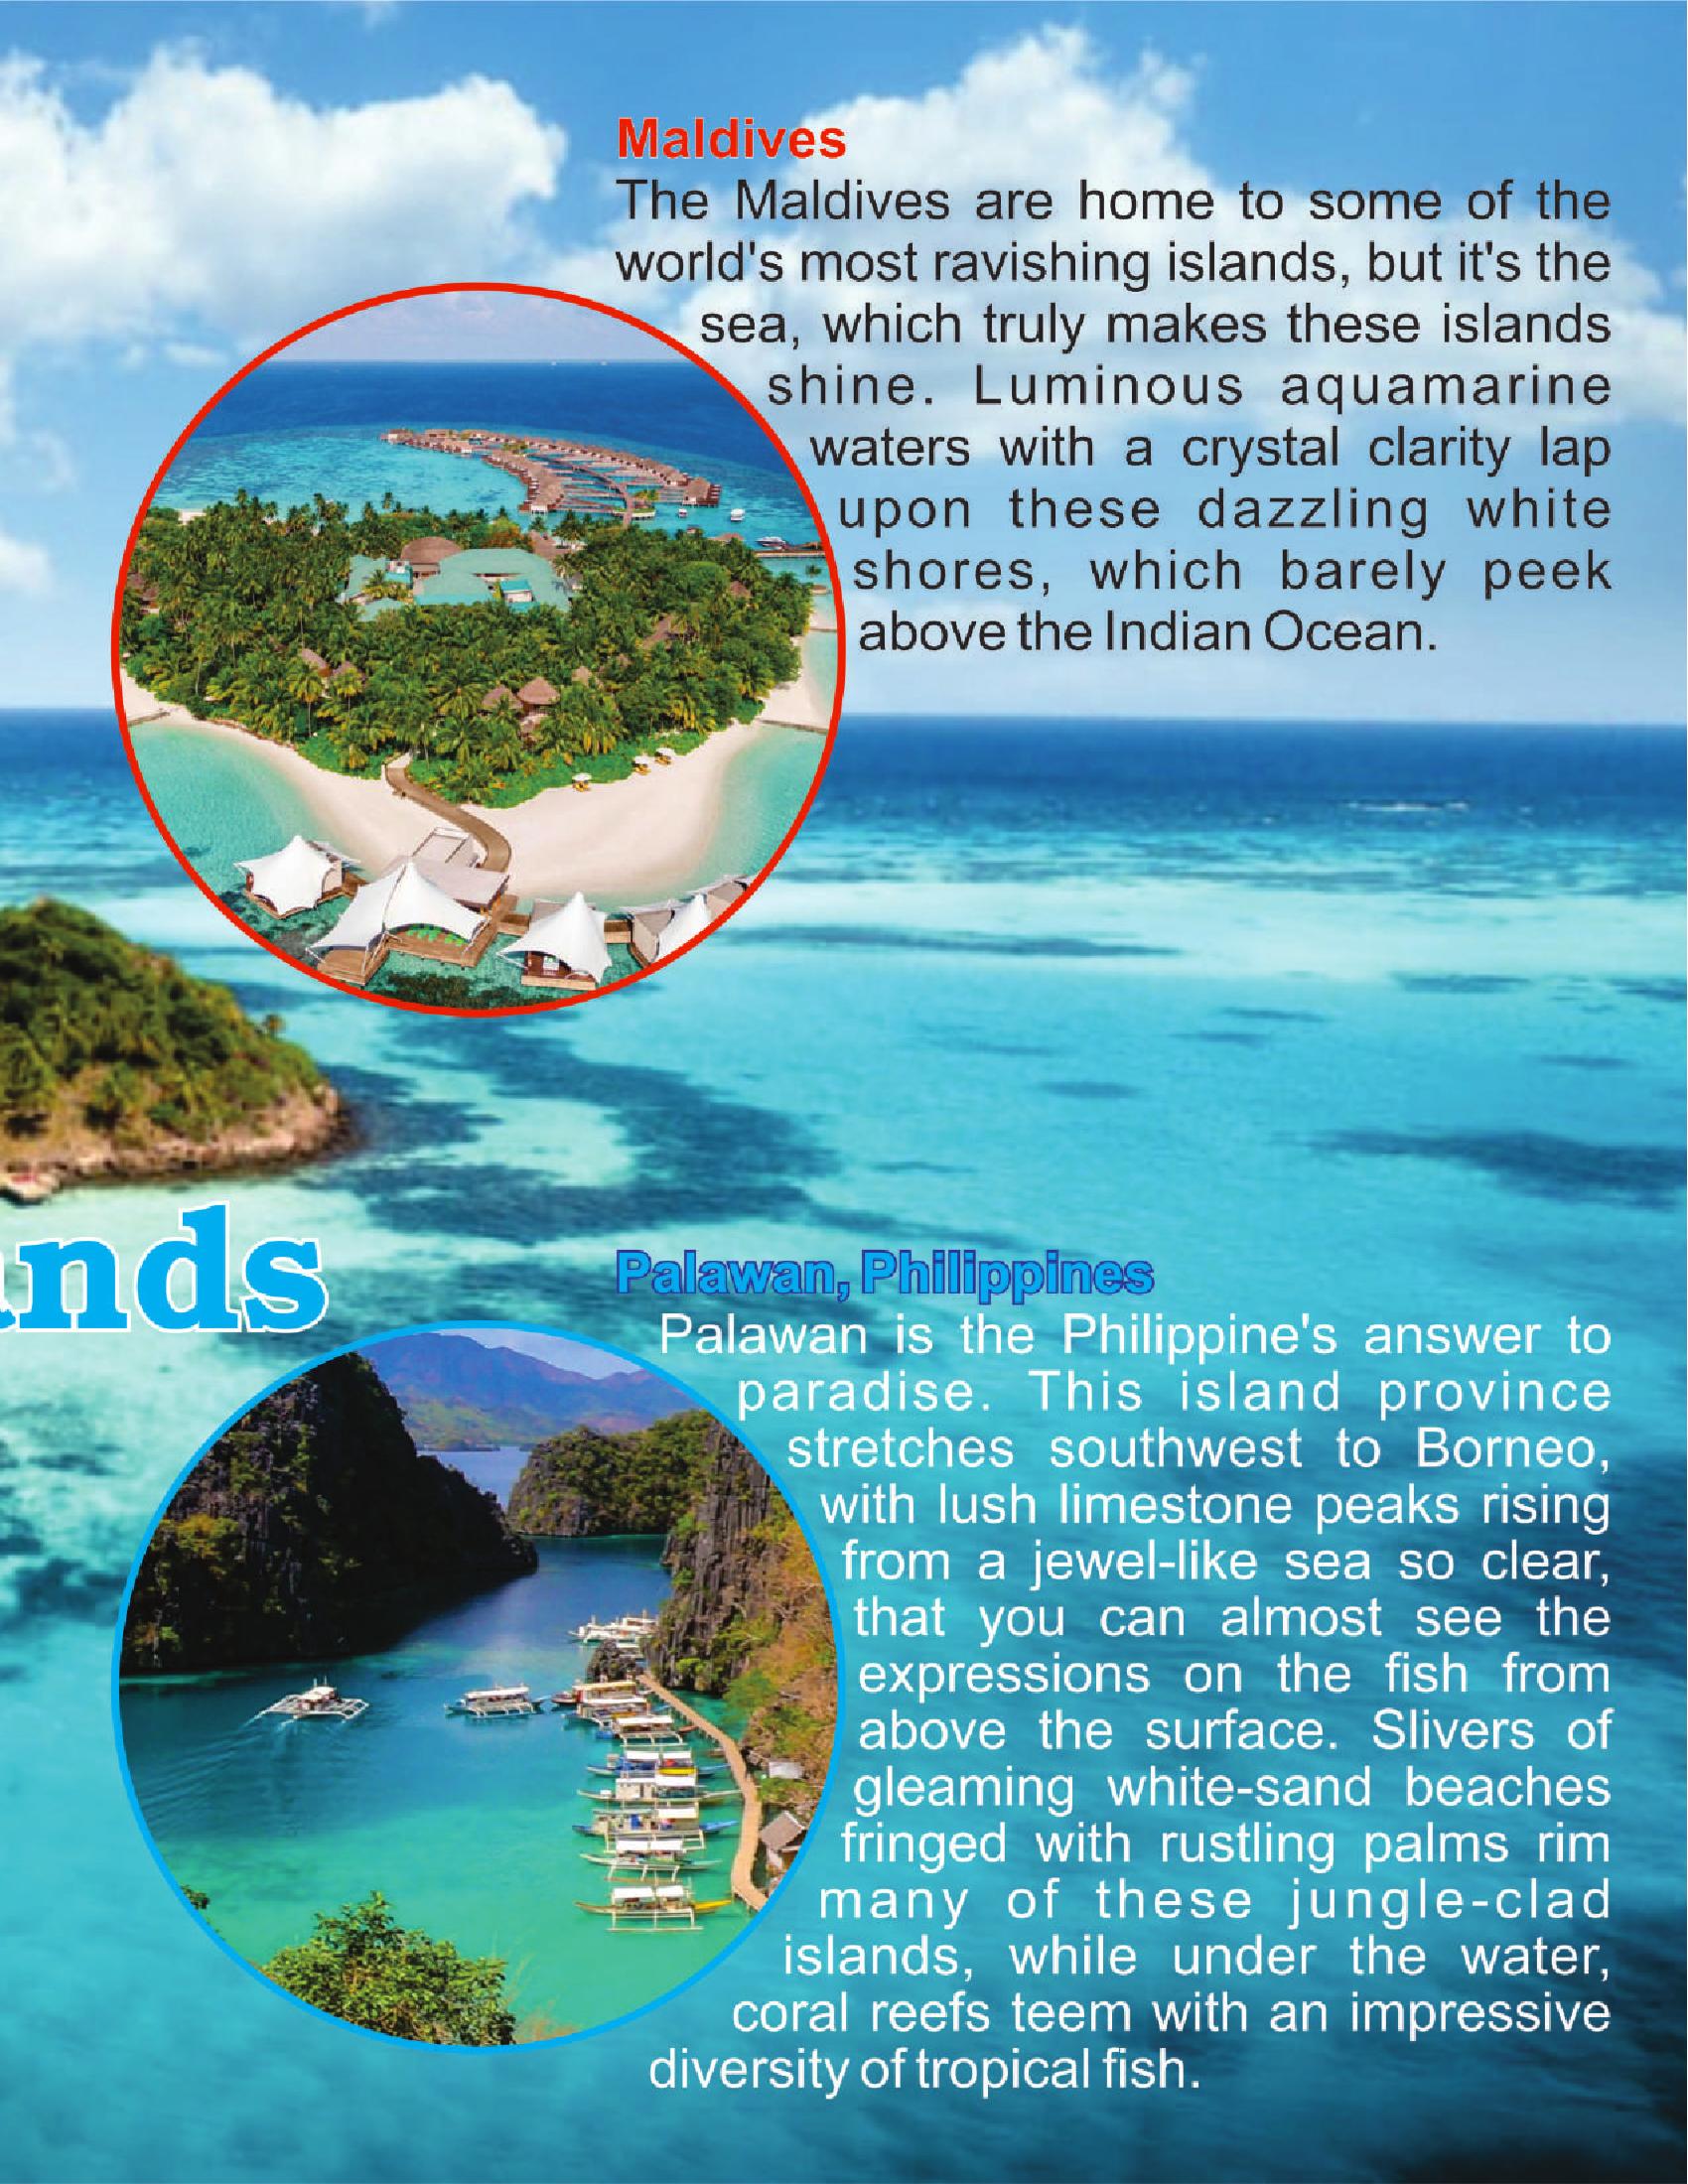 Maldives
The Maldives are home to some of the
world's most ravishing islands, but it's the
sea, which truly makes these islands
shine. Luminous aquamarine
waters with a crystal clarity lap
upon these dazzling white
shores, which barely peek
above the Indian Ocean.
ands
Palawan, Philippines
Palawan is the Philippine's answer to
paradise. This island province
stretches southwest to Borneo,
with lush limestone peaks rising
from a jewel-like sea so clear,
that you can almost see the
expressions on the fish from
above the surface. Slivers of
gleaming white-sand beaches
fringed with rustling palms rim
many of these jungle-clad
islands, while under the water,
coral reefs teem with an impressive
diversity of tropical fish.